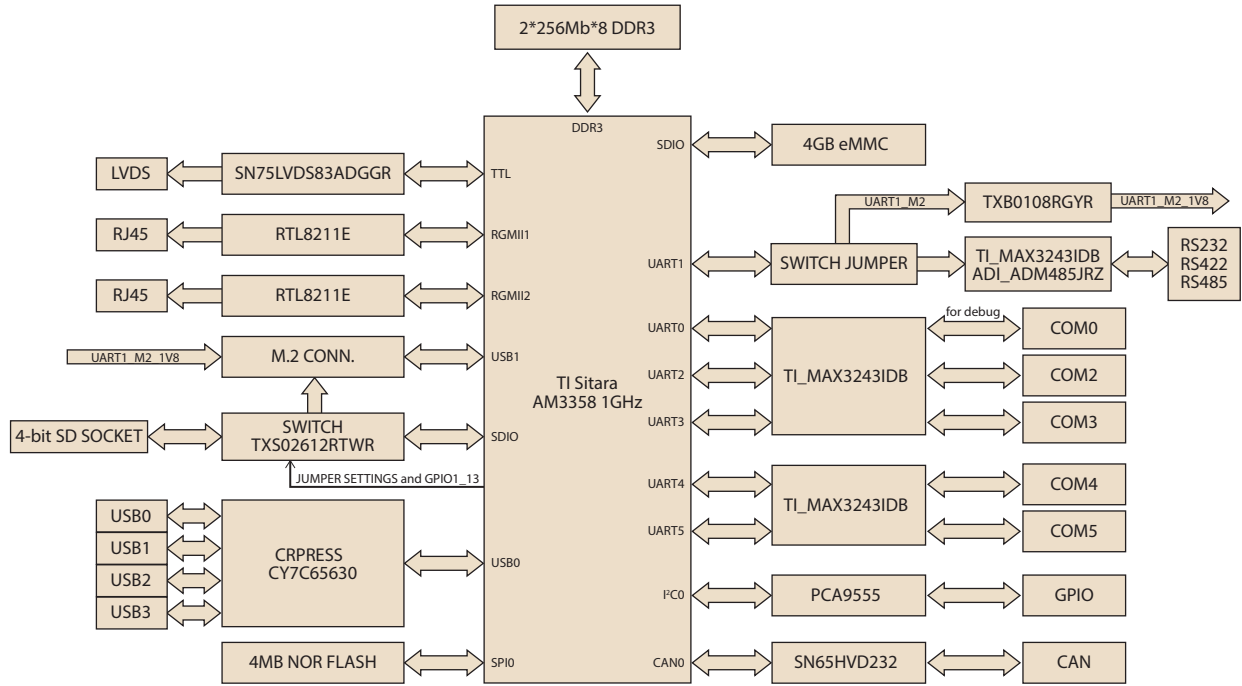 2*256Mb*8 DDR3
DDR3
LVDS
SN75LVDS83ADGGR
TTL
RJ45
RTL8211E
RGMII1
RJ45
RTL8211E
RGMII2
UART1_M2_1V8
M.2 CONN.
USB1
4-bit SD SOCKET
SWITCH
TXS02612RTWR
SDIO
JUMPER SETTINGS and GPIO1_13
USB0
USB1
USB2
USB3
CRPRESS
CY7C65630
USB0
4MB NOR FLASH
SPI0
TI Sitara
AM3358 1GHz
SDIO
4GB eMMC
UART1_M2
TXB0108RGYR
UART1_M2_1V8
UART1
SWITCH JUMPER
TI_MAX3243IDB
ADI_ADM485JRZ
RS232
RS422
RS485
UART0
UART2
UART3
TI_MAX3243IDB
for debug
COM0
COM2
COM3
UART4
UART5
TI_MAX3243IDB
COM4
COM5
I²C0
PCA9555
GPIO
CAN0
SN65HVD232
CAN